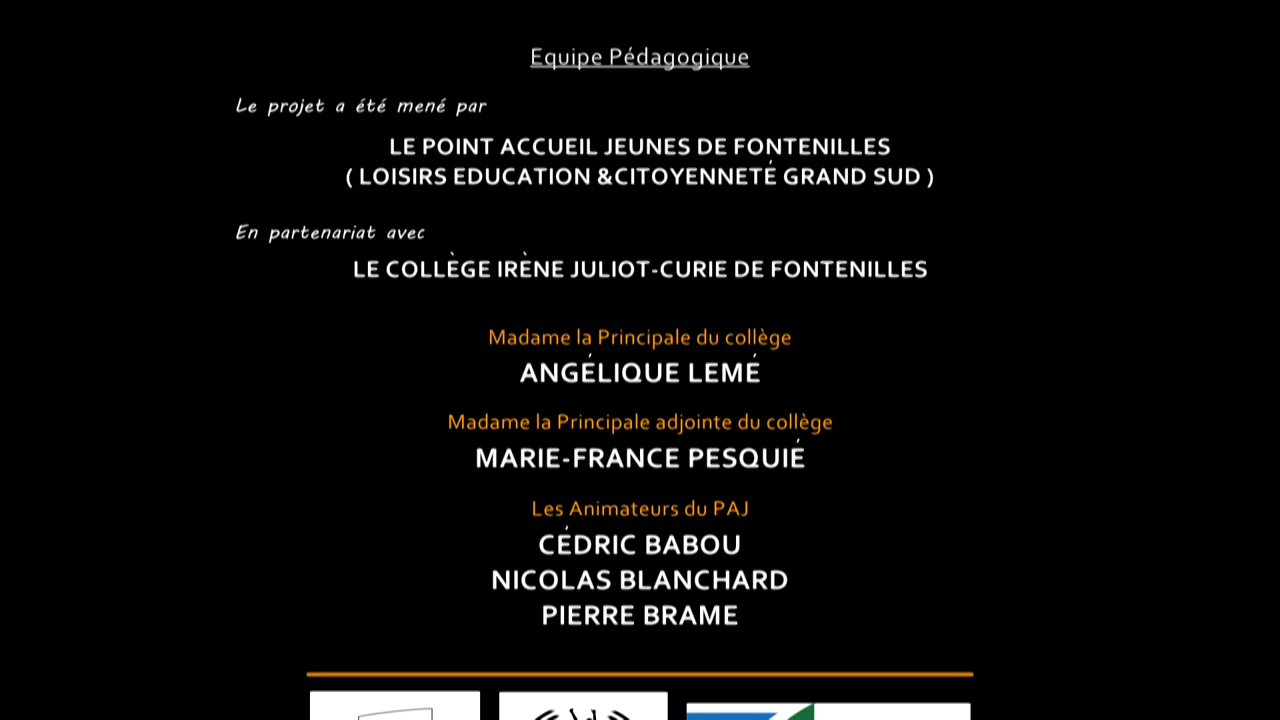 Equipe Pédagogique
Le projet a été mené par
LE POINT ACCUEIL JEUNES DE FONTENILLES
( LOISIRS EDUCATION &CITOYENNETÉ GRAND SUD )
En partenariat avec
LE COLLÈGE IRÈNE JULIOT-CURIE DE FONTENILLES
Madame la Principale du collège
ANGÉLIQUE LEMÉ
Madame la Principale adjointe du collège
MARIE-FRANCE PESQUIÉ
Les Animateurs du PAJ
CÉDRIC BABOU
NICOLAS BLANCHARD
PIERRE BRAME